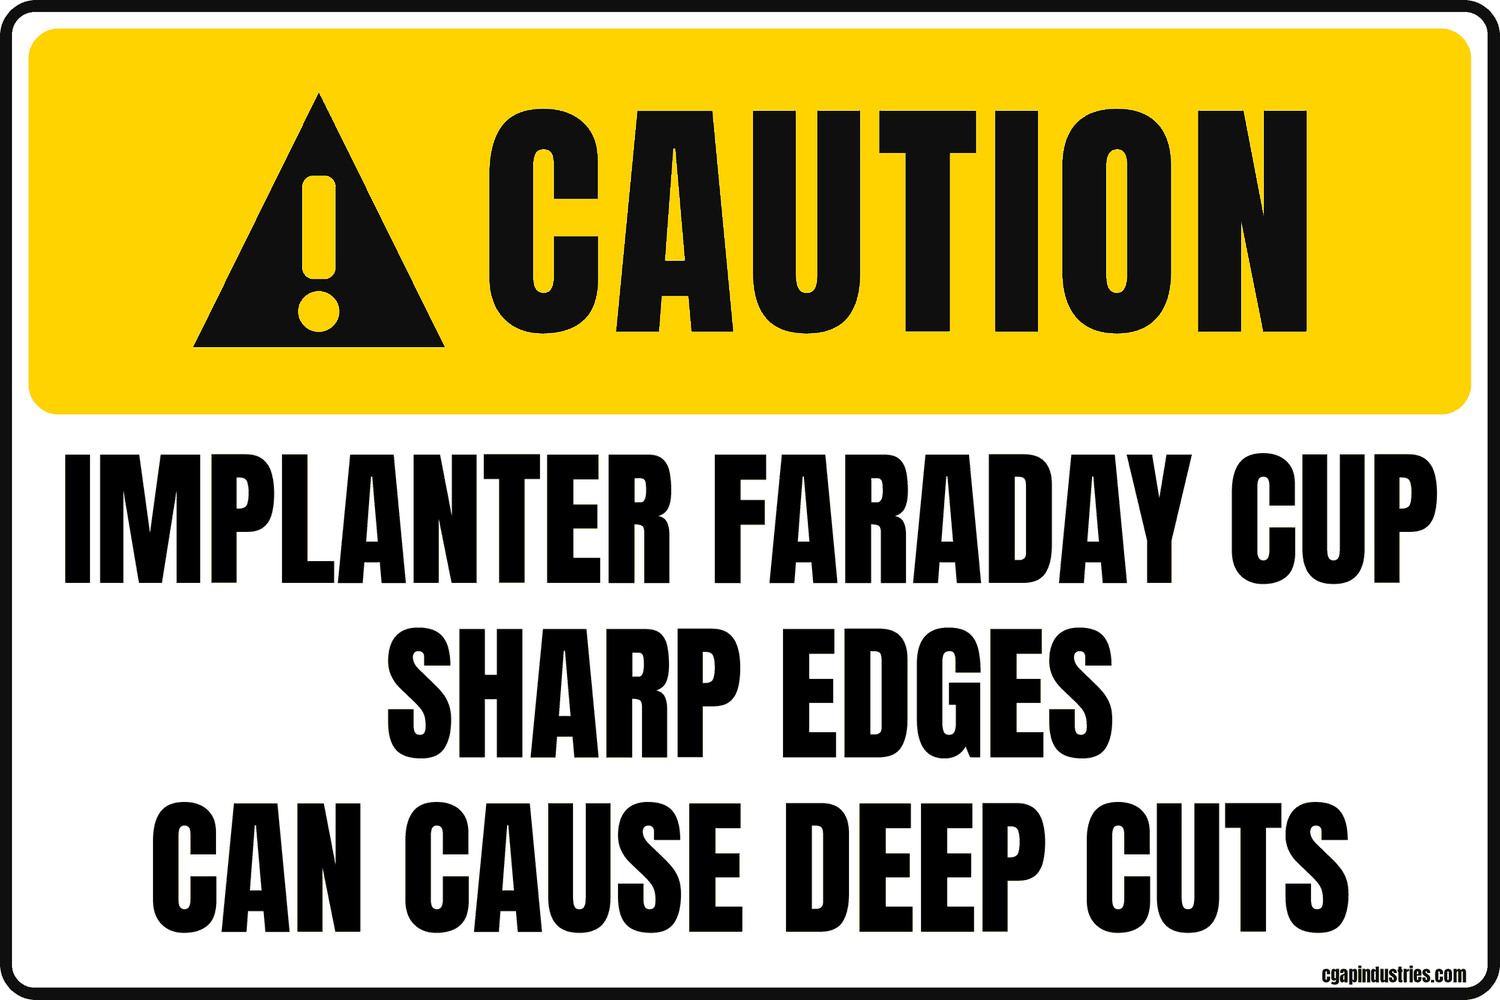 CAUTION
IMPLANTER FARADAY CUP
SHARP EDGES
CAN CAUSE DEEP CUTS
cgapindustries.com